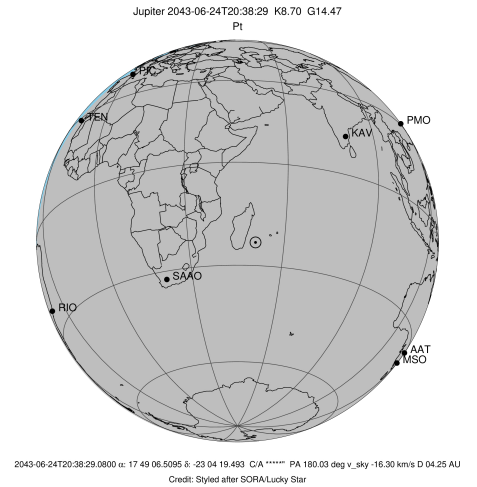 Jupiter 2043-06-24T20:38:29 K8.70 G14.47
Pt
PIC
TEN
PMO
KAV
SAAO
RIO
AAT
MSO
2043-06-24T20:38:29.0800 α: 17 49 06.5095 δ: -23 04 19.493 C/A *****" PA 180.03 deg v_sky -16.30 km/s D 04.25 AU
Credit: Styled after SORA/Lucky Star